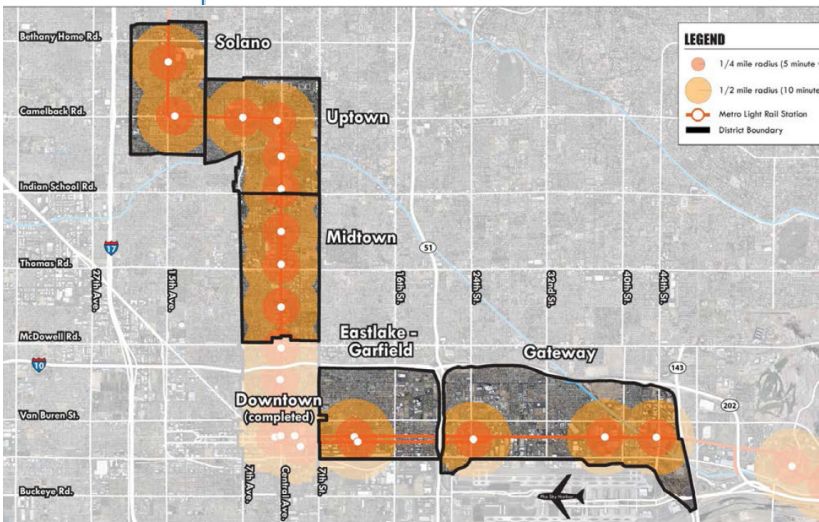 Bethany Home Rd.
Solano
LEGEND
1/4 mile radius (5 minute
1/2 mile radius (10 minute
Metro Light Rail Station
District Boundary
Camelback Rd.
Uptown
Indian School Rd.
Midtown
51
17
Thomas Rd.
27th Ave.
15th Ave.
16th St.
24th St.
32nd St.
40th St.
44th St.
McDowell Rd.
Eastlake -
Garfield
Gateway
10
143
202
Downtown
(completed)
Van Buren St.
7th Ave.
Central Ave.
7th St.
Buckeye Rd.
Phx Sky Harbor